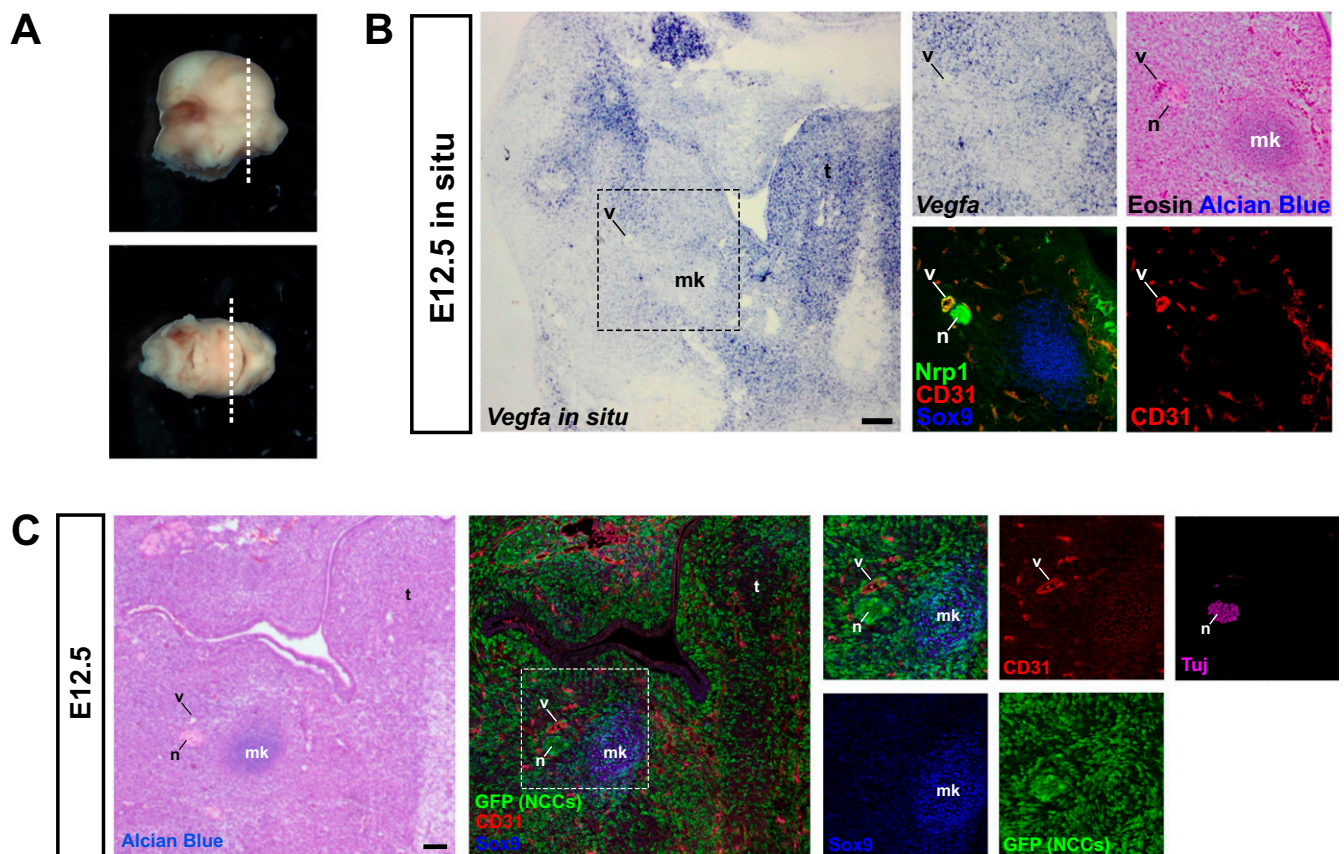 A
B
E12.5 in situ
v
mk
t
Vegfa in situ
v
Vegfa
v
n
mk
Eosin Alcian Blue
v
n
Nrp1
CD31
Sox9
v
CD31
C
E12.5
t
v
n
mk
Alcian Blue
t
v
n
mk
GFP (NCCs)
CD31
Sox9
v
n
mk
v
CD31
n
Tuj
mk
Sox9
GFP (NCCs)